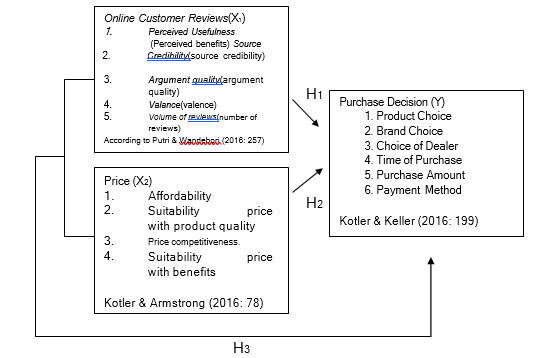 Online Customer Reviews(X₁)
1. Perceived Usefulness
(Perceived benefits) Source
2. Credibility(source credibility)
3. Argument quality(argument
quality)
4. Valance(valence)
5. Volume of reviews(number of
reviews)
According to Putri & Wandebori (2016: 257)
H1
Purchase Decision (Y)
1. Product Choice
2. Brand Choice
3. Choice of Dealer
4. Time of Purchase
5. Purchase Amount
6. Payment Method
Kotler & Keller (2016: 199)
Price (X2)
1. Affordability
2. Suitability price
with product quality
3. Price competitiveness.
4. Suitability price
with benefits
Kotler & Armstrong (2016: 78)
H2
H3